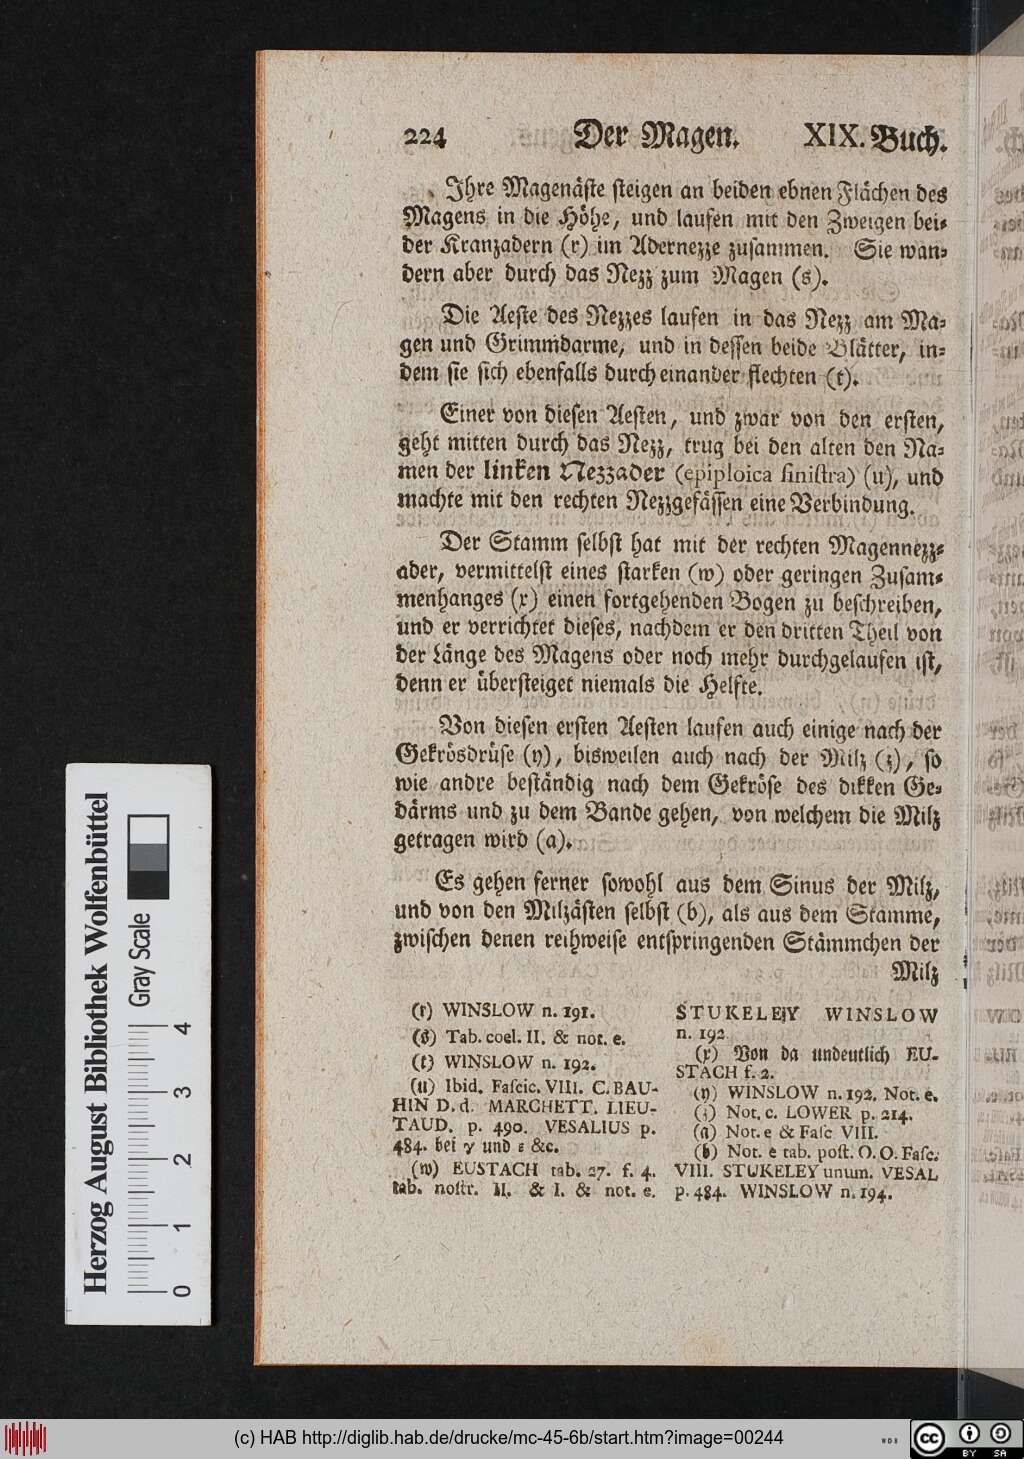 224 Der Magen. XIX. Buch.
Ihre Magenäſte ſteigen an beiden ebnen Flächen des
Magens in die Höhe, und laufen mit den Zweigen bei-
der Kranzadern (r) im Adernezze zuſammen. Sie wan-
dern aber durch das Nezz zum Magen (s).
Die Aeſte des Nezzes laufen in das Nezz am Ma-
gen und Grimmdarme, und in deſſen beide Blätter, in-
dem ſie ſich ebenfalls durch einander flechten (t).
Einer von dieſen Aeſten, und zwar von den erſten,
geht mitten durch das Nezz, trug bei den alten den Na-
men der linken Nezzader (epiploica ſiniſtra) (u), und
machte mit den rechten Nezzgefäſſen eine Verbindung.
Der Stamm ſelbſt hat mit der rechten Magennezz-
ader, vermittelſt eines ſtarken (w) oder geringen Zuſam-
menhanges (x) einen fortgehenden Bogen zu beſchreiben,
und er verrichtet dieſes, nachdem er den dritten Theil von
der Länge des Magens oder noch mehr durchgelaufen iſt,
denn er überſteiget niemals die Helfte.
Von dieſen erſten Aeſten laufen auch einige nach der
Gekrösdrüſe (y), bisweilen auch nach der Milz (z), ſo
wie andre beſtändig nach dem Gekröſe des dikken Ge-
därms und zu dem Bande gehen, von welchem die Milz
getragen wird (a).
Es gehen ferner ſowohl aus dem Sinus der Milz,
und von den Milzäſten ſelbſt (b), als aus dem Stamme,
zwiſchen denen reihweiſe entſpringenden Stämmchen der
Milz
(r) WINSLOW n. 191.
(s) Tab. coel. II. & not. e.
(t) WINSLOW n. 192.
(u) Ibid. Faſcic. VIII. C. BAU-
HIN D. d. MARCHETT. LIEU-
TAUD. p. 490. VESALIUS p.
484. bei γ und ε &c.
(w) EUSTACH tab. 27. f. 4.
tab. noſtr. II. & I. & not. e.
STUKELEIY WINSLOW
n. 192
(x) Von da undeutlich EU-
STACH f. 2.
(y) WINSLOW n. 192. Not. e.
(z) Not. c. LOWER p. 214.
(a) Not. e & Faſc VIII.
(b) Not. e tab. poſt. O. O. Faſc.
VIII. STUKELEY unum. VESAL
p. 484. WINSLOW n. 194.
Herzog August Bibliothek Wolfenbüttel
Gray Scale
0 1 2 3 4
(c) HAB http://diglib.hab.de/drucke/mc-45-6b/start.htm?image=00244
WDB
cc BY SA